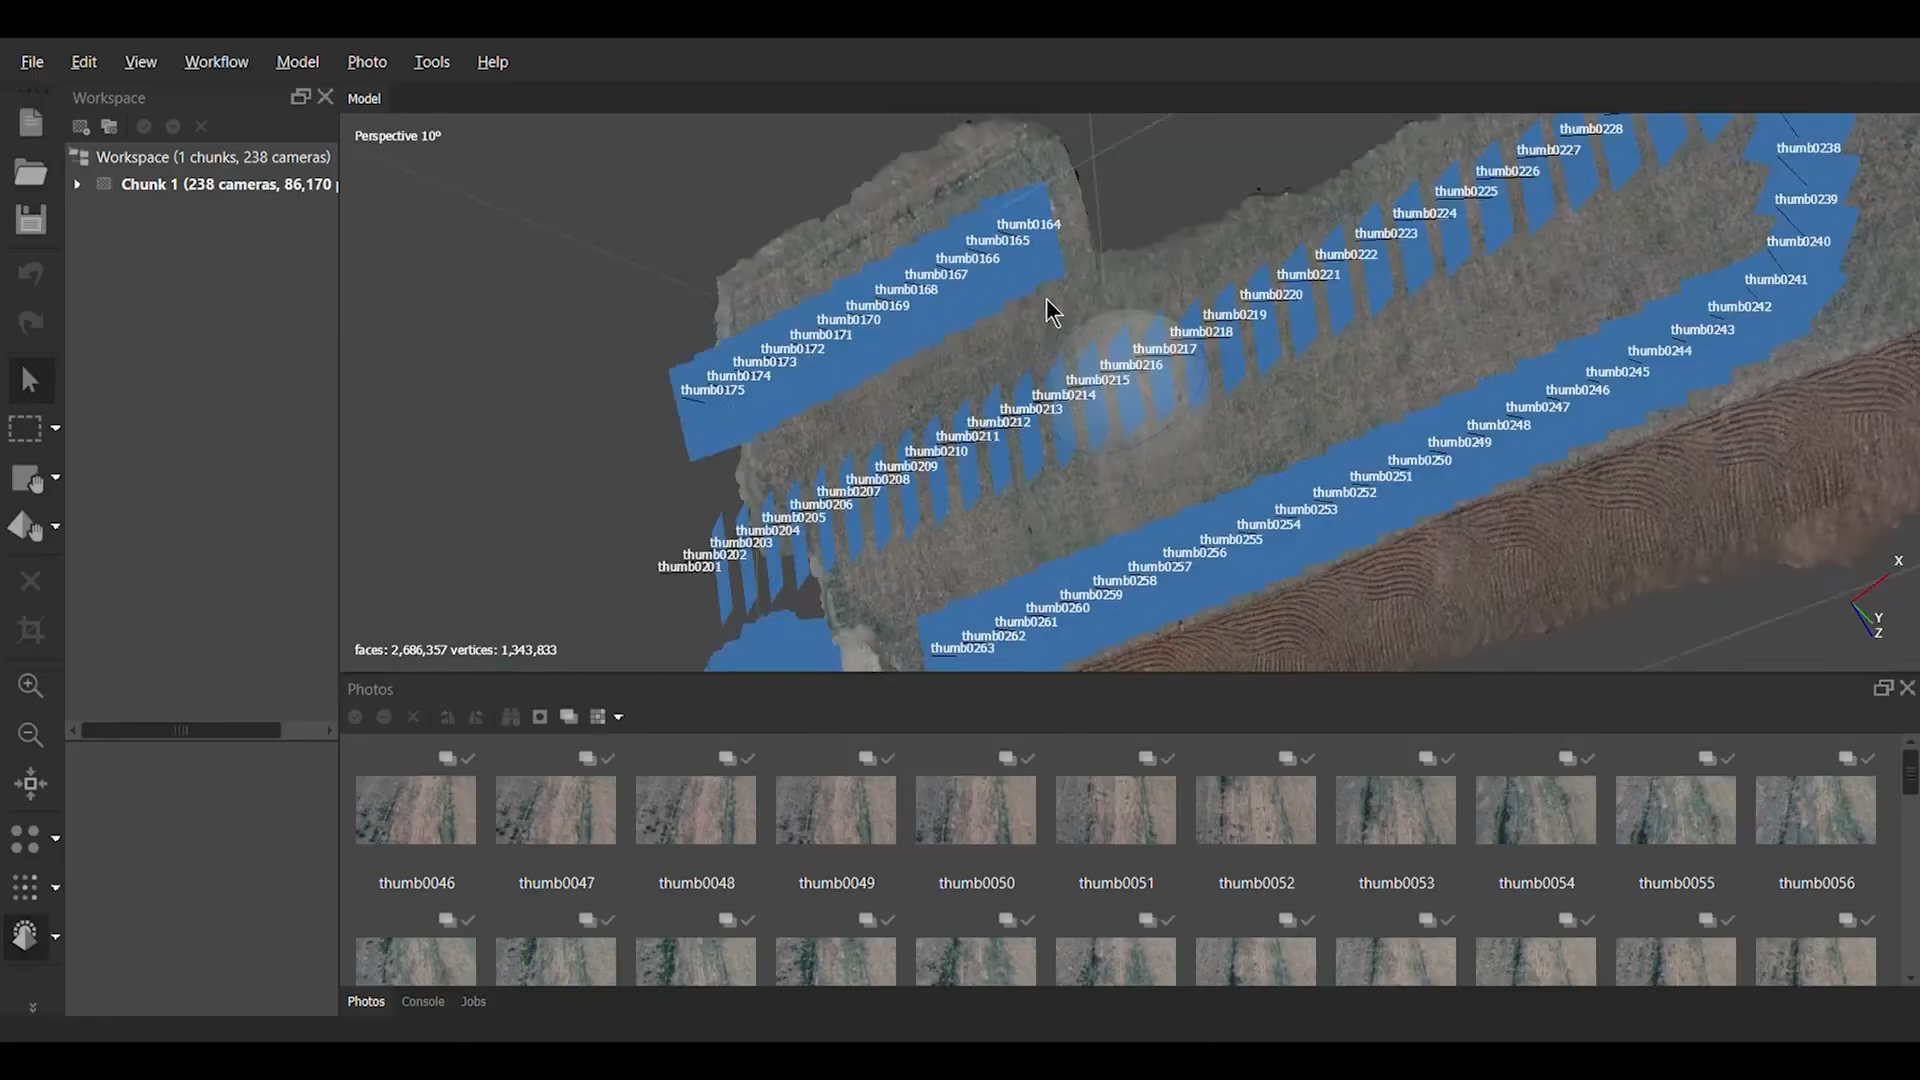 File Edit View Workflow Model Photo Tools Help
Workspace
Model
Workspace (1 chunks, 238 cameras)
Chunk 1 (238 cameras, 86,170 p
Perspective 10°
thumb0164
thumb0165
thumb0166
thumb0167
thumb0168
thumb0169
thumb0170
thumb0171
thumb0172
thumb0173
thumb0174
thumb0175
thumb0228
thumb0227
thumb0226
thumb0225
thumb0224
thumb0223
thumb0222
thumb0221
thumb0220
thumb0219
thumb0218
thumb0217
thumb0216
thumb0215
thumb0214
thumb0213
thumb0212
thumb0211
thumb0210
thumb0209
thumb0208
thumb0207
thumb0206
thumb0205
thumb0204
thumb0203
thumb0202
thumb0201
thumb0238
thumb0239
thumb0240
thumb0241
thumb0242
thumb0243
thumb0244
thumb0245
thumb0246
thumb0247
thumb0248
thumb0249
thumb0250
thumb0251
thumb0252
thumb0253
thumb0254
thumb0255
thumb0256
thumb0257
thumb0258
thumb0259
thumb0260
thumb0261
thumb0262
thumb0263
X
Y
Z
faces: 2,686,357 vertices: 1,343,833
Photos
thumb0046 thumb0047 thumb0048 thumb0049 thumb0050 thumb0051 thumb0052 thumb0053 thumb0054 thumb0055 thumb0056
Photos Console Jobs